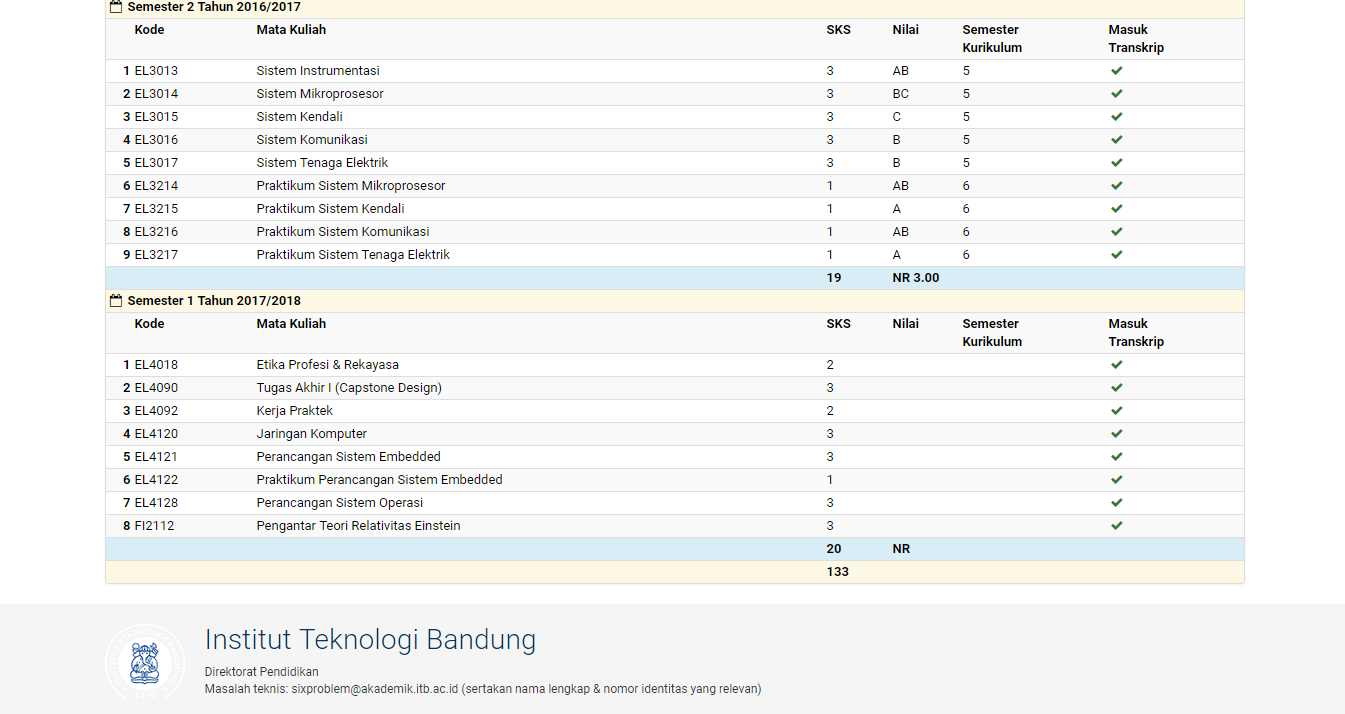 Semester 2 Tahun 2016/2017
Kode Mata Kuliah SKS Nilai Semester Kurikulum Masuk Transkrip
1 EL3013 Sistem Instrumentasi 3 AB 5
2 EL3014 Sistem Mikroprosesor 3 BC 5
3 EL3015 Sistem Kendali 3 C 5
4 EL3016 Sistem Komunikasi 3 B 5
5 EL3017 Sistem Tenaga Elektrik 3 B 5
6 EL3214 Praktikum Sistem Mikroprosesor 1 AB 6
7 EL3215 Praktikum Sistem Kendali 1 A 6
8 EL3216 Praktikum Sistem Komunikasi 1 AB 6
9 EL3217 Praktikum Sistem Tenaga Elektrik 1 A 6
19 NR 3.00
Semester 1 Tahun 2017/2018
Kode Mata Kuliah SKS Nilai Semester Kurikulum Masuk Transkrip
1 EL4018 Etika Profesi & Rekayasa 2
2 EL4090 Tugas Akhir I (Capstone Design) 3
3 EL4092 Kerja Praktek 2
4 EL4120 Jaringan Komputer 3
5 EL4121 Perancangan Sistem Embedded 3
6 EL4122 Praktikum Perancangan Sistem Embedded 1
7 EL4128 Perancangan Sistem Operasi 3
8 FI2112 Pengantar Teori Relativitas Einstein 3
20 NR
133
Institut Teknologi Bandung
Direktorat Pendidikan
Masalah teknis: sixproblem@akademik.itb.ac.id (sertakan nama lengkap & nomor identitas yang relevan)